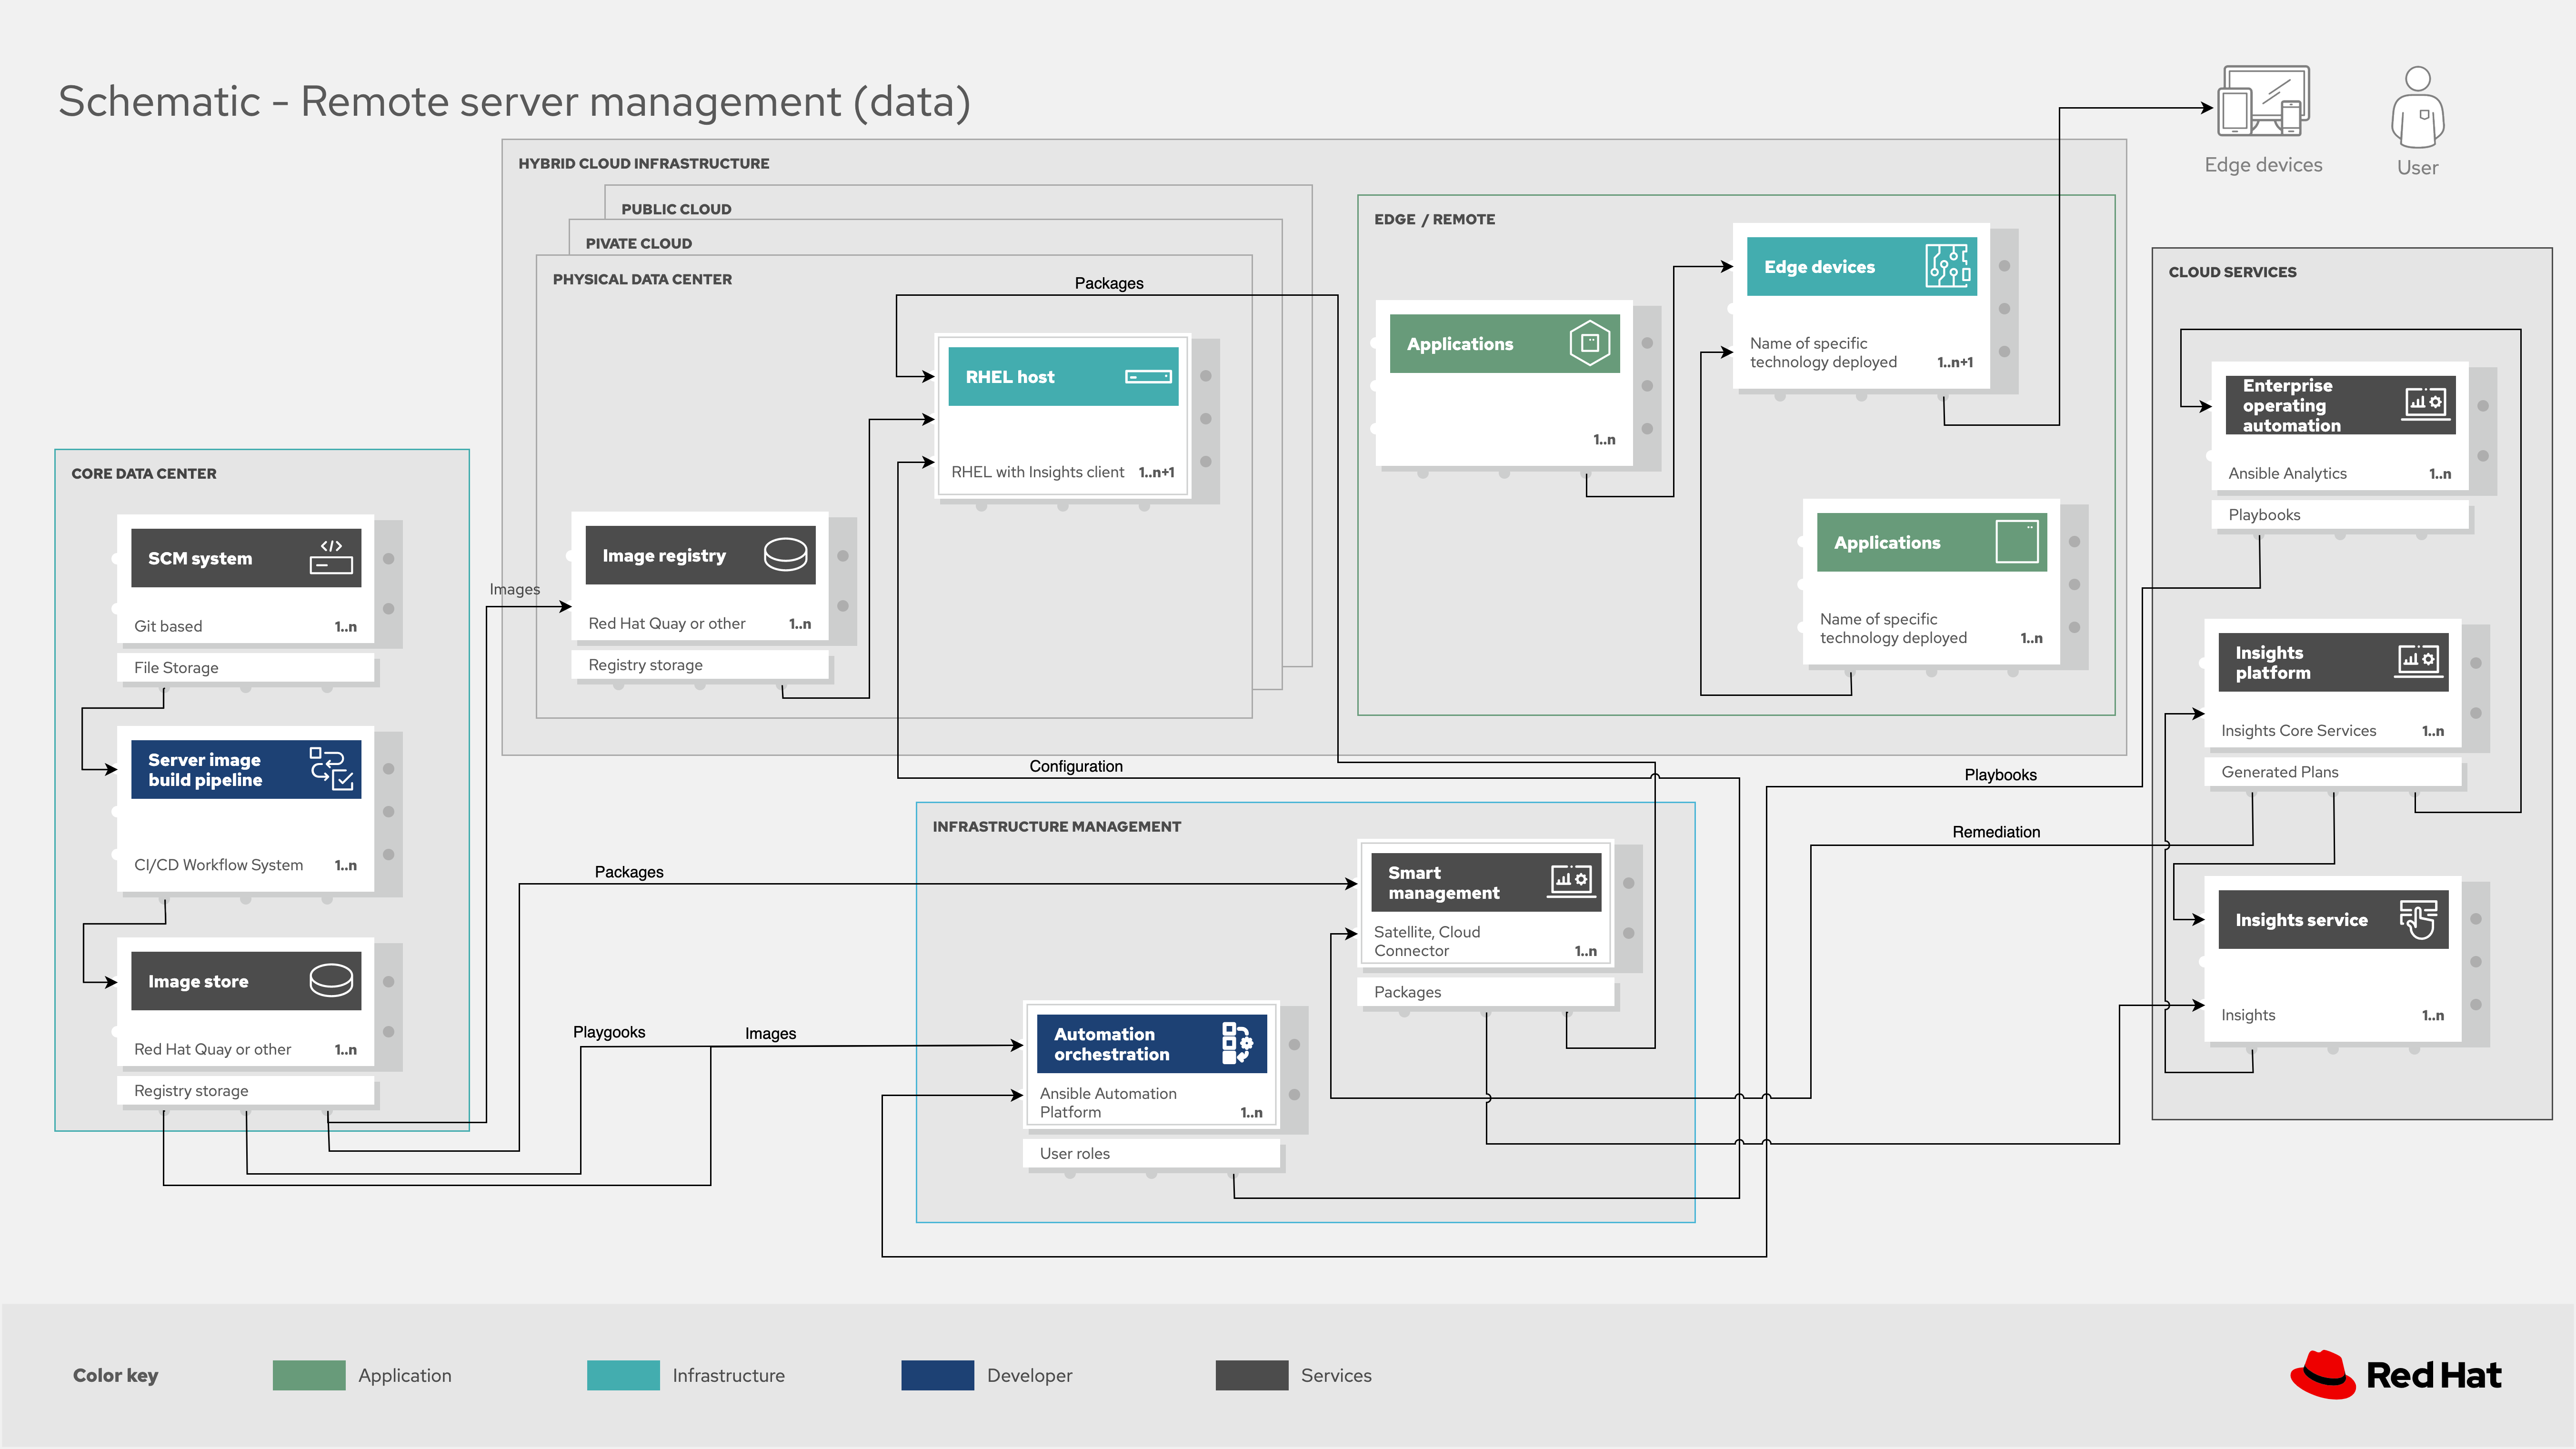 Schematic - Remote server management (data)
Edge devices
User
HYBRID CLOUD INFRASTRUCTURE
PUBLIC CLOUD
PIVATE CLOUD
PHYSICAL DATA CENTER
Packages
RHEL host
RHEL with Insights client 1..n+1
Images
Image registry
Red Hat Quay or other 1..n
Registry storage
EDGE / REMOTE
Applications
1..n
Edge devices
Name of specific
technology deployed 1..n+1
Applications
Name of specific
technology deployed 1..n
CLOUD SERVICES
Enterprise
operating
automation
Ansible Analytics 1..n
Playbooks
Insights
platform
Insights Core Services 1..n
Generated Plans
Insights service
Insights 1..n
CORE DATA CENTER
SCM system
Git based 1..n
File Storage
Server image
build pipeline
CI/CD Workflow System 1..n
Image store
Red Hat Quay or other 1..n
Registry storage
Configuration
Playbooks
Remediation
Packages
Playgooks
Images
INFRASTRUCTURE MANAGEMENT
Smart
management
Satellite, Cloud
Connector 1..n
Packages
Automation
orchestration
Ansible Automation
Platform 1..n
User roles
Color key
Application
Infrastructure
Developer
Services
Red Hat